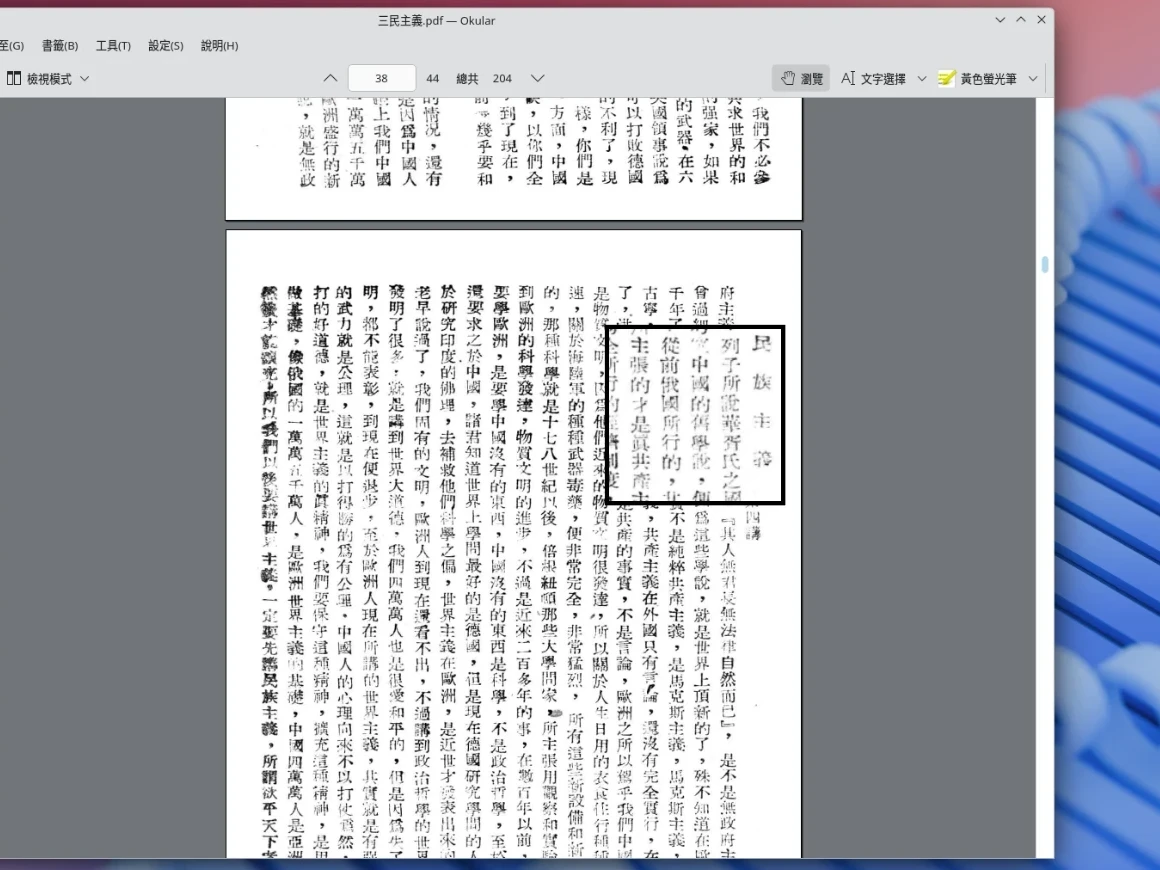 三民主義.pdf — Okular
至(G) 書籤(B) 工具(T) 設定(S) 說明(H)
檢視模式 38 44 總共 204 瀏覽 文字選擇 黃色螢光筆
我們不必多
求世界的和
强家，如果
的武器，在六
美國領事說爲
可以打敗德國
的不利了，現
樣，你們是
方面，中國
，以你們全
到了現在，
幾乎要和
的情况，還有
是因爲中國人
上我們中國
一萬萬五千萬
歐洲盛行的新
，就是無政
民族主義
第四講
府主義
列子所說華胥氏之國『其人無君長無法律自然而已』，是不是無政府主
中國的舊學說，便爲這些學說，就是世界上頂新的了，殊不知道在
千年
從前俄國所行的，其實不是純粹共產主義，是馬克斯主義，馬克斯主義，
主張的才是眞共產主義，共產主義在外國只有言論，還沒有完全實行，在
是共產的事實，不是言論，歐洲之所以駕乎我們中國
是物質文明，因爲他們近來的物質文明很發達，所以關於人生日用的衣食住行種種
速，關於海陸軍的種種武器毒藥，便非常完全，非常猛烈，所有這些新設備和新
的，那種科學就是十七八世紀以後，倍根紐頓那些大學問家，所主張用觀察和實驗
到歐洲的科學發達，物質文明的進步，不過是近來二百多年的事，在數百年以前，
要學歐洲，是要學中國沒有的東西，中國沒有的東西是科學，不是政治哲學，至於
還要求之於中國，諸君知道世界上學問最好的是德國，但是現在德國研究學問的人
於研究印度的佛理，去補救他們科學之偏，世界主義在歐洲，是近世才發表出來的
老早說過了，我們固有的文明，歐洲人到現在還看不出，不過講到政治哲學的世界
發明了很多，就是講到世界大道德，我們四萬萬人也是很愛和平的，但是因爲失了
明，都不能表彰，到現在便退步，至於歐洲人現在所講的世界主義，其實就是有强
的武力就是公理，這就是以打得勝的爲有公理，中國人的心理向來不以打仗爲然，
打的好道德，就是世界主義的眞精神，我們要保守這種精神，擴充這種精神，是用
做基礎，像俄國的一萬萬五千萬人，是歐洲世界主義的基礎，中國四萬萬人是亞洲
然後才能擴充，所以我們以後要講世界主義，一定要先講民族主義，所謂欲平天下者